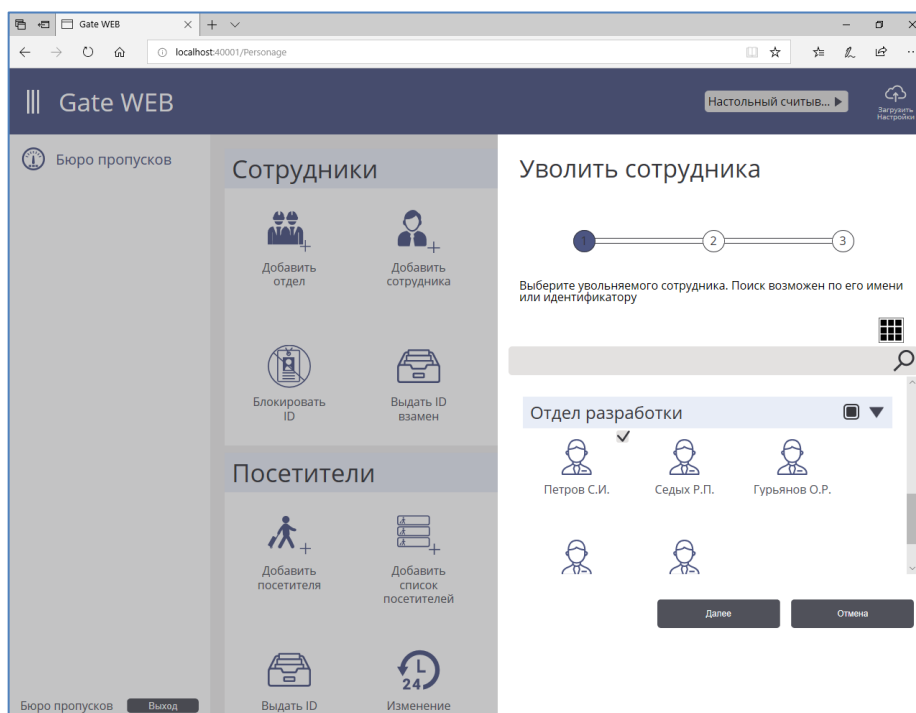 Gate WEB
localhost:40001/Personage
Gate WEB
Настольный считыв...
Загрузить
Настройки
Бюро пропусков
Сотрудники
Добавить
отдел
Добавить
сотрудника
Блокировать
ID
Выдать ID
взамен
Посетители
Добавить
посетителя
Добавить
список
посетителей
Выдать ID
24
Изменение
Бюро пропусков
Выход
Уволить сотрудника
1
2
3
Выберите увольняемого сотрудника. Поиск возможен по его имени
или идентификатору
Отдел разработки
Петров С.И.
Седых Р.П.
Гурьянов О.Р.
Далее
Отмена